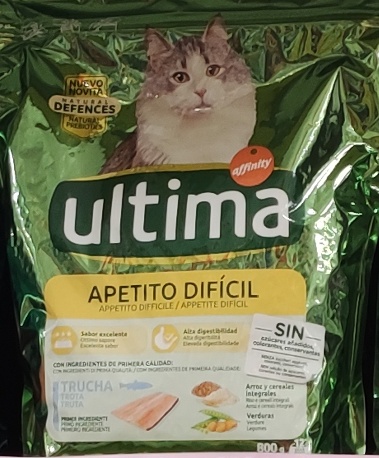 NUEVO
NOVITÀ
NATURAL
DEFENCES
NATURAL
PREBIOTICS
affinity
ultima
APETITO DIFÍCIL
APPETITO DIFFICILE / APPETITE DIFÍCIL
Sabor excelente
Ottimo sapore
Excelente sabor
Alta digestibilidad
Alta digeribilità
Elevada digestibilidade
SIN
azúcares añadidos,
colorantes, conservantes
CON INGREDIENTES DE PRIMERA CALIDAD:
CON INGREDIENTI DI PRIMA QUALITÀ / COM INGREDIENTES DE PRIMEIRA QUALIDADE:
TRUCHA
TROTA
TROTA
PRIMER INGREDIENTE
PRIMO INGREDIENTE
PRIMEIRO INGREDIENTE
Arroz y cereales
integrales
Riso e cereali integrali
Arroz e cereais integrais
Verduras
Verdure
Legumes
800 g